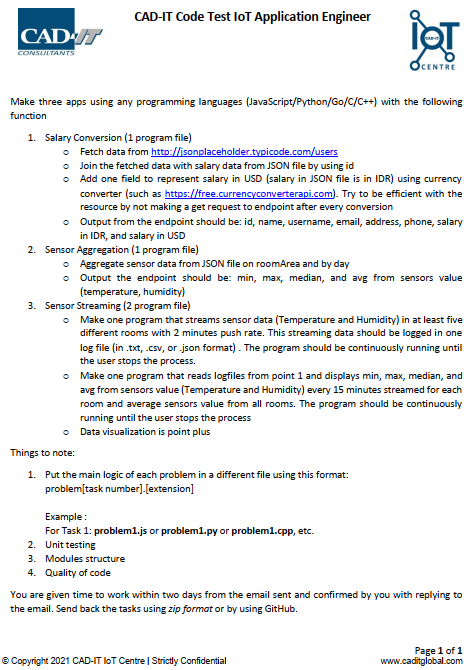 CAD-IT
CONSULTANTS
CAD-IT Code Test IoT Application Engineer
IoT
CAD-IT
CENTRE
Make three apps using any programming languages (JavaScript/Python/Go/C/C++) with the following
function
1. Salary Conversion (1 program file)
o Fetch data from http://jsonplaceholder.typicode.com/users
o Join the fetched data with salary data from JSON file by using id
o Add one field to represent salary in USD (salary in JSON file is in IDR) using currency
converter (such as https://free.currencyconverterapi.com). Try to be efficient with the
resource by not making a get request to endpoint after every conversion
o Output from the endpoint should be: id, name, username, email, address, phone, salary
in IDR, and salary in USD
2. Sensor Aggregation (1 program file)
o Aggregate sensor data from JSON file on roomArea and by day
o Output the endpoint should be: min, max, median, and avg from sensors value
(temperature, humidity)
3. Sensor Streaming (2 program file)
o Make one program that streams sensor data (Temperature and Humidity) in at least five
different rooms with 2 minutes push rate. This streaming data should be logged in one
log file (in .txt, .csv, or .json format) . The program should be continuously running until
the user stops the process.
o Make one program that reads logfiles from point 1 and displays min, max, median, and
avg from sensors value (Temperature and Humidity) every 15 minutes streamed for each
room and average sensors value from all rooms. The program should be continuously
running until the user stops the process
o Data visualization is point plus
Things to note:
1. Put the main logic of each problem in a different file using this format:
problem[task number].[extension]
Example :
For Task 1: problem1.js or problem1.py or problem1.cpp, etc.
2. Unit testing
3. Modules structure
4. Quality of code
You are given time to work within two days from the email sent and confirmed by you with replying to
the email. Send back the tasks using zip format or by using GitHub.
Page 1 of 1
© Copyright 2021 CAD-IT IoT Centre | Strictly Confidential
www.caditglobal.com